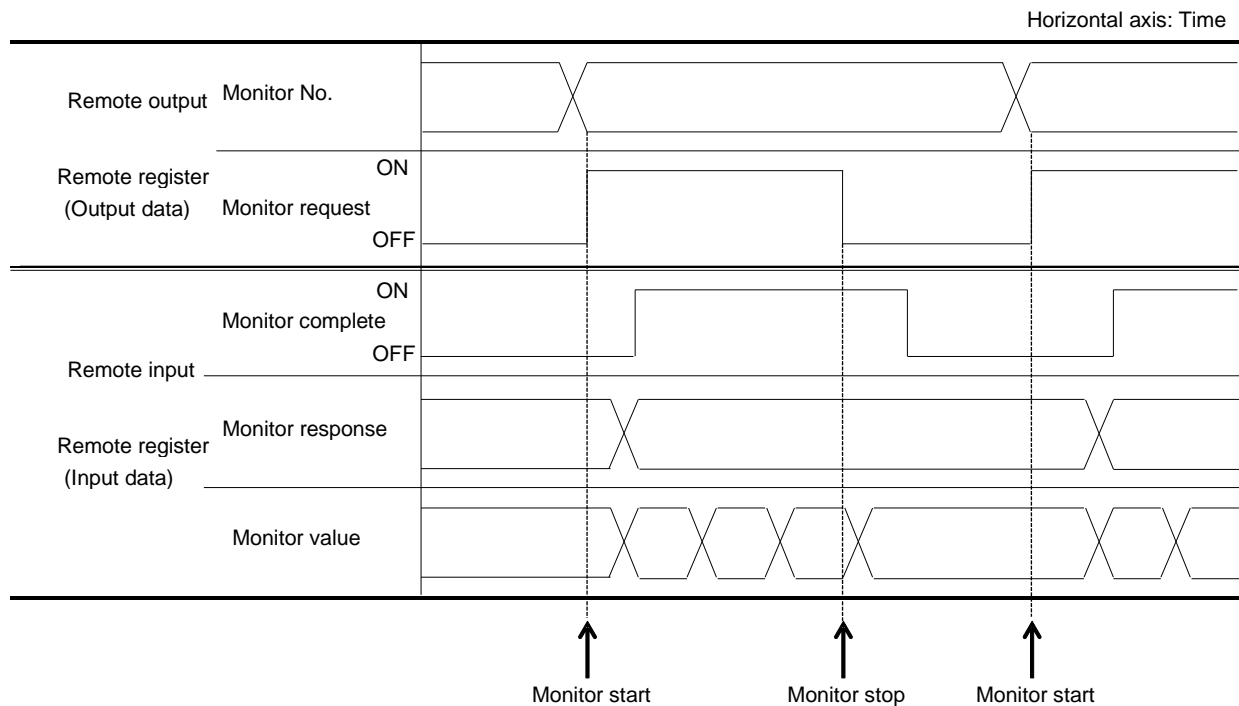 Horizontal axis: Time
Remote output
Monitor No.
Remote register
(Output data)
ON
Monitor request
OFF
ON
Monitor complete
OFF
Remote input
Monitor response
Remote register
(Input data)
Monitor value
Monitor start
Monitor stop
Monitor start